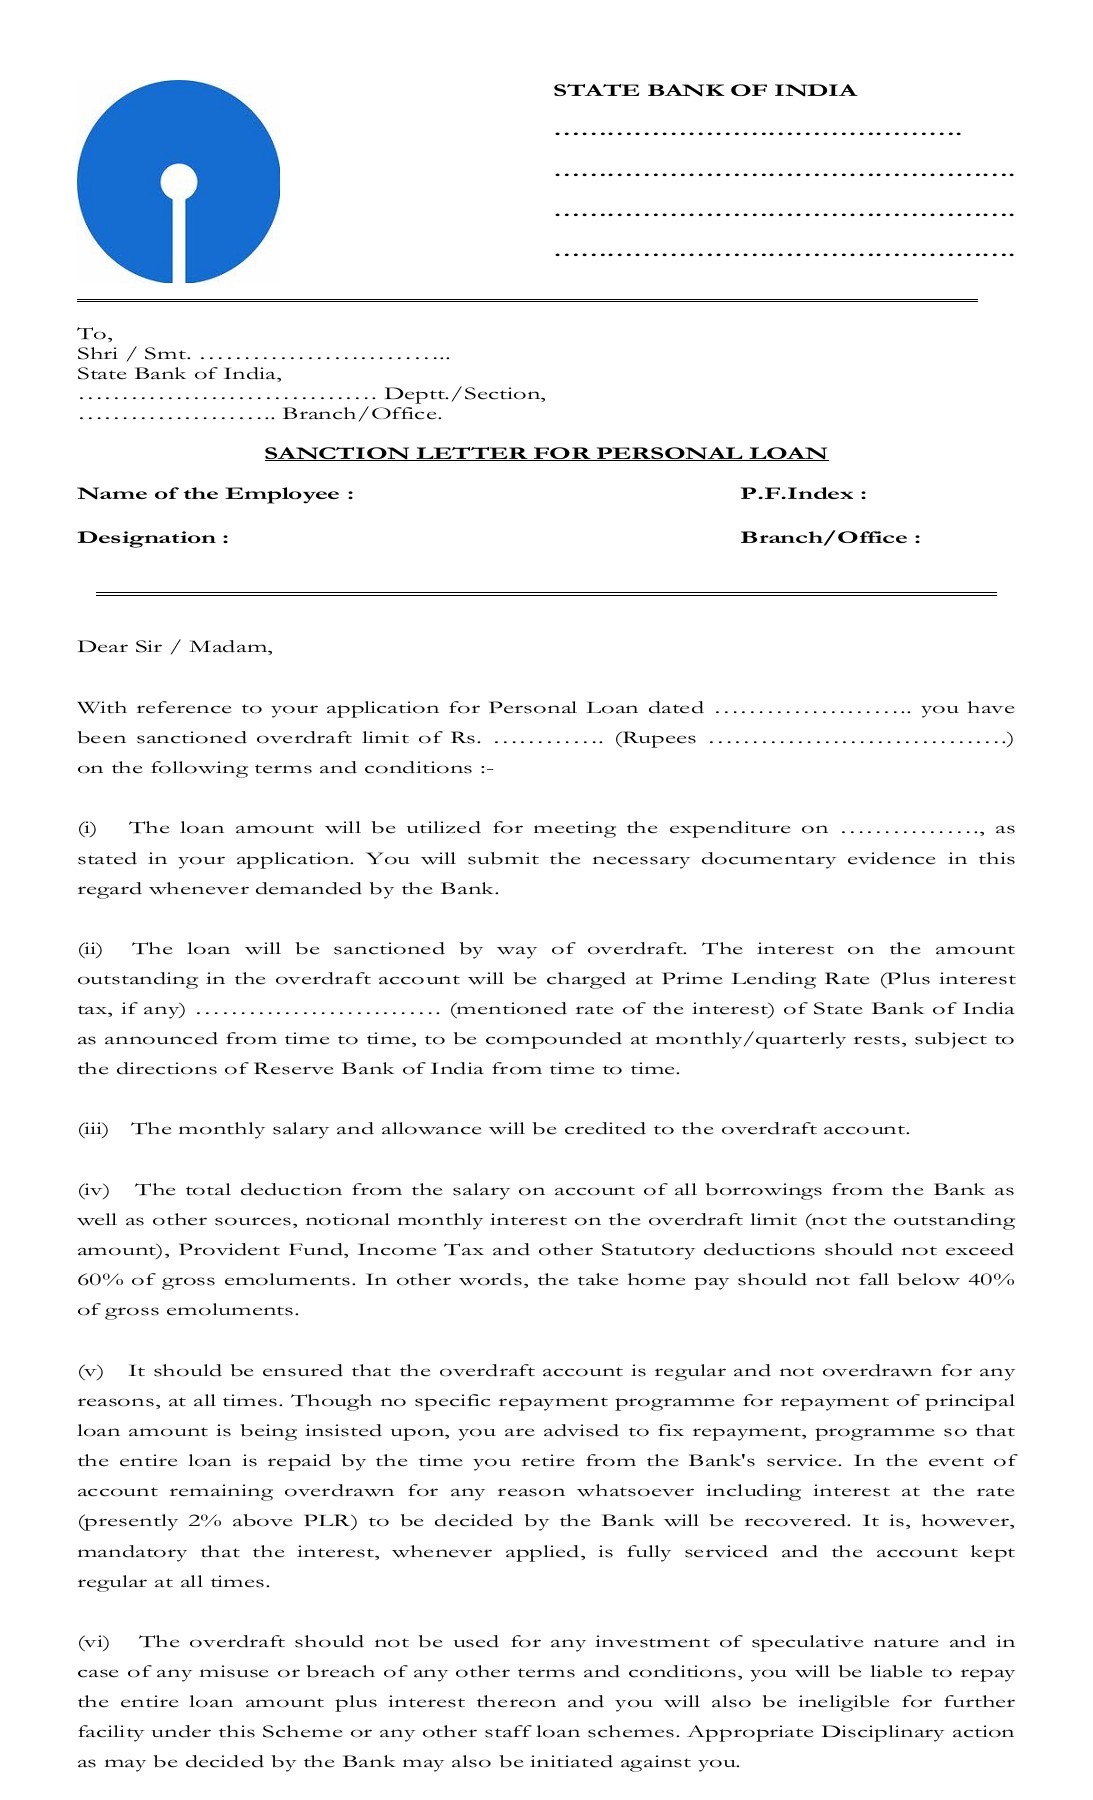 STATE BANK OF INDIA
……………………………………….
…………………………………………….
…………………………………………….
…………………………………………….
To,
Shri / Smt. ………………………..
State Bank of India,
……………………………. Deptt./Section,
………………….. Branch/Office.
SANCTION LETTER FOR PERSONAL LOAN
Name of the Employee : P.F.Index :
Designation : Branch/Office :
Dear Sir / Madam,
With reference to your application for Personal Loan dated ………………….. you have
been sanctioned overdraft limit of Rs. …………. (Rupees …………………………….)
on the following terms and conditions :-
(i) The loan amount will be utilized for meeting the expenditure on ……………., as
stated in your application. You will submit the necessary documentary evidence in this
regard whenever demanded by the Bank.
(ii) The loan will be sanctioned by way of overdraft. The interest on the amount
outstanding in the overdraft account will be charged at Prime Lending Rate (Plus interest
tax, if any) ………………………. (mentioned rate of the interest) of State Bank of India
as announced from time to time, to be compounded at monthly/quarterly rests, subject to
the directions of Reserve Bank of India from time to time.
(iii) The monthly salary and allowance will be credited to the overdraft account.
(iv) The total deduction from the salary on account of all borrowings from the Bank as
well as other sources, notional monthly interest on the overdraft limit (not the outstanding
amount), Provident Fund, Income Tax and other Statutory deductions should not exceed
60% of gross emoluments. In other words, the take home pay should not fall below 40%
of gross emoluments.
(v) It should be ensured that the overdraft account is regular and not overdrawn for any
reasons, at all times. Though no specific repayment programme for repayment of principal
loan amount is being insisted upon, you are advised to fix repayment, programme so that
the entire loan is repaid by the time you retire from the Bank's service. In the event of
account remaining overdrawn for any reason whatsoever including interest at the rate
(presently 2% above PLR) to be decided by the Bank will be recovered. It is, however,
mandatory that the interest, whenever applied, is fully serviced and the account kept
regular at all times.
(vi) The overdraft should not be used for any investment of speculative nature and in
case of any misuse or breach of any other terms and conditions, you will be liable to repay
the entire loan amount plus interest thereon and you will also be ineligible for further
facility under this Scheme or any other staff loan schemes. Appropriate Disciplinary action
as may be decided by the Bank may also be initiated against you.